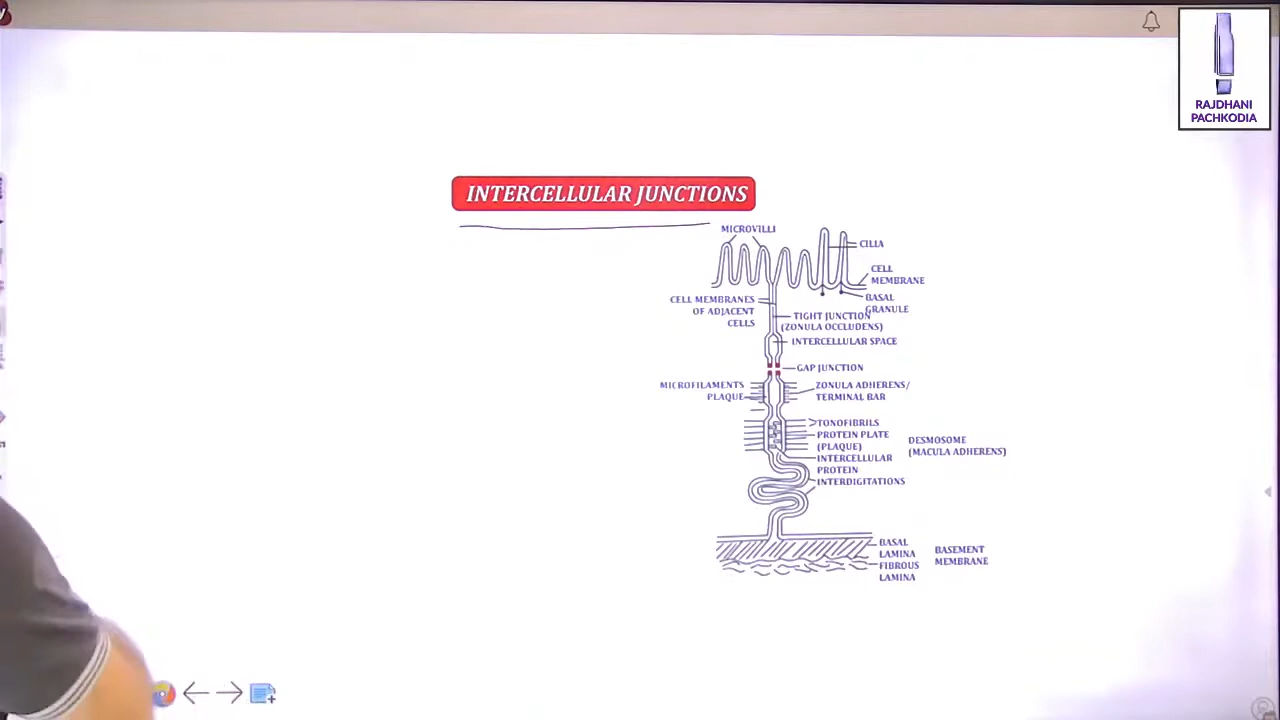 RAJDHANI
PACHKODIA
INTERCELLULAR JUNCTIONS
MICROVILLI
CILIA
CELL
MEMBRANE
BASAL
GRANULE
CELL MEMBRANES
OF ADJACENT
CELLS
TIGHT JUNCTION
(ZONULA OCCLUDENS)
INTERCELLULAR SPACE
GAP JUNCTION
MICROFILAMENTS
PLAQUE
ZONULA ADHERENS/
TERMINAL BAR
TONOFIBRILS
PROTEIN PLATE
(PLAQUE)
DESMOSOME
(MACULA ADHERENS)
INTERCELLULAR
PROTEIN
INTERDIGITATIONS
BASAL
LAMINA
FIBROUS
LAMINA
BASEMENT
MEMBRANE